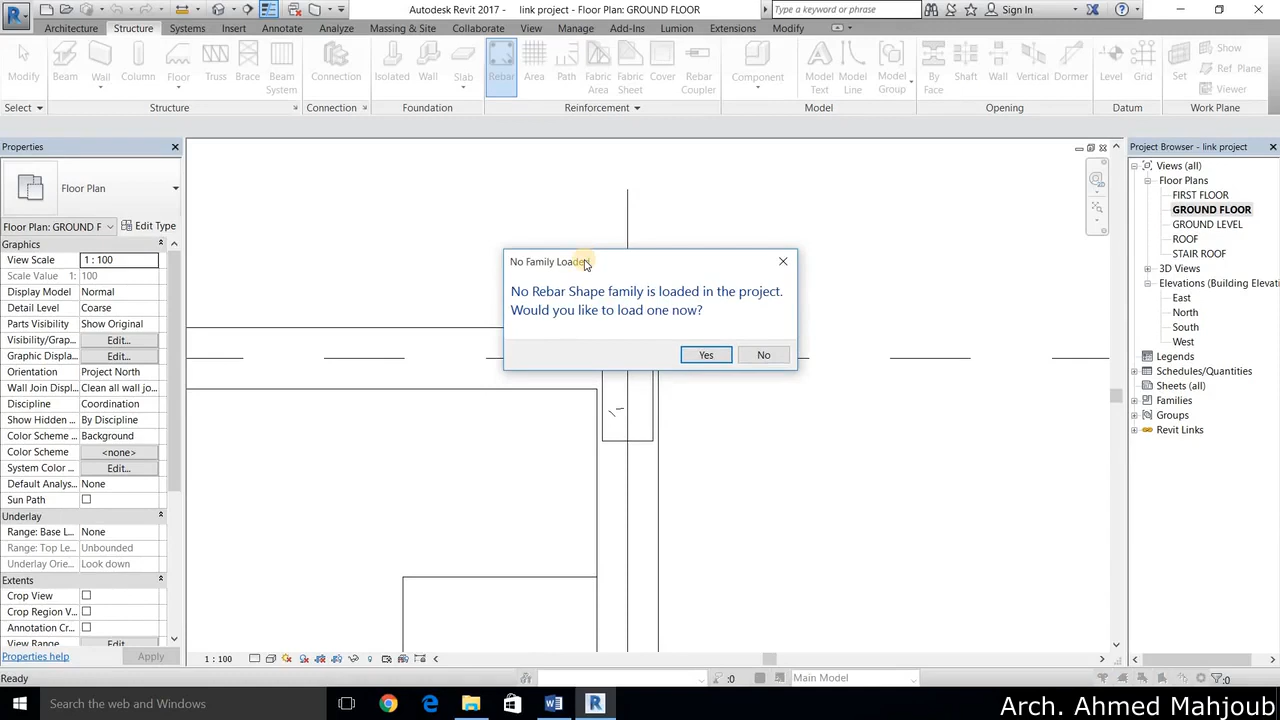 Autodesk Revit 2017 - link project - Floor Plan: GROUND FLOOR
Type a keyword or phrase
Sign In
Architecture Structure Systems Insert Annotate Analyze Massing & Site Collaborate View Manage Add-Ins Lumion Extensions Modify
Modify Beam Wall Column Floor Truss Brace Beam System Connection Isolated Wall Slab Rebar Area Path Fabric Area Fabric Sheet Cover Rebar Coupler Component Model Text Model Line Model Group By Face Shaft Wall Vertical Dormer Level Grid Set
Show
Ref Plane
Viewer
Select Structure Connection Foundation Reinforcement Model Opening Datum Work Plane
Properties
Floor Plan
Floor Plan: GROUND F
Edit Type
Graphics
View Scale 1 : 100
Scale Value 1: 100
Display Model Normal
Detail Level Coarse
Parts Visibility Show Original
Visibility/Grap... Edit...
Graphic Displa... Edit...
Orientation Project North
Wall Join Displ... Clean all wall jo...
Discipline Coordination
Show Hidden ... By Discipline
Color Scheme ... Background
Color Scheme <none>
System Color ... Edit...
Default Analys... None
Sun Path
Underlay
Range: Base L... None
Range: Top Le... Unbounded
Underlay Orie... Look down
Extents
Crop View
Crop Region V...
Annotation Cr...
View Range Edit...
Properties help
Apply
No Family Loaded
No Rebar Shape family is loaded in the project.
Would you like to load one now?
Yes
No
Project Browser - link project
Views (all)
Floor Plans
FIRST FLOOR
GROUND FLOOR
GROUND LEVEL
ROOF
STAIR ROOF
3D Views
Elevations (Building Elevati
East
North
South
West
Legends
Schedules/Quantities
Sheets (all)
Families
Groups
Revit Links
1 : 100
Ready
:0
Main Model
:0
Search the web and Windows
Arch. Ahmed Mahjoub